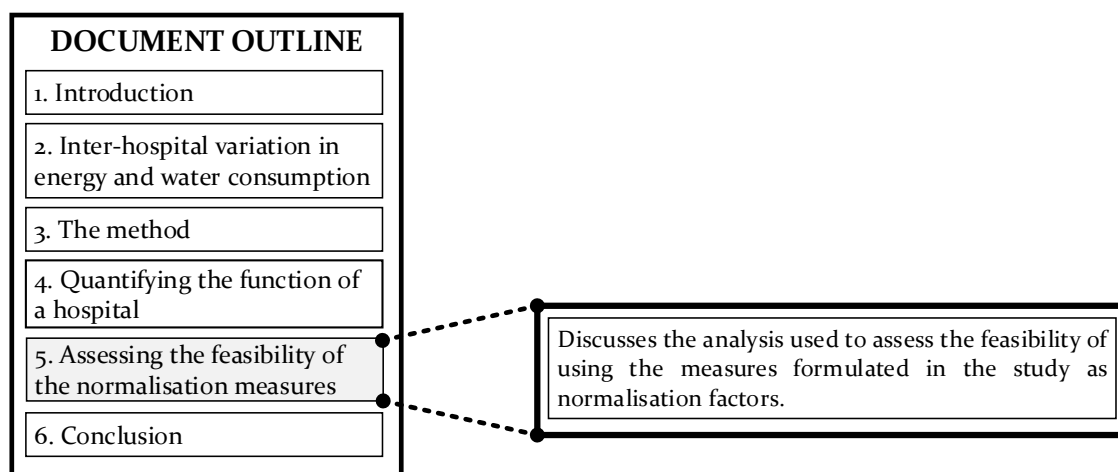 DOCUMENT OUTLINE
1. Introduction
2. Inter-hospital variation in
energy and water consumption
3. The method
4. Quantifying the function of
a hospital
5. Assessing the feasibility of
the normalisation measures
6. Conclusion
Discusses the analysis used to assess the feasibility of
using the measures formulated in the study as
normalisation factors.